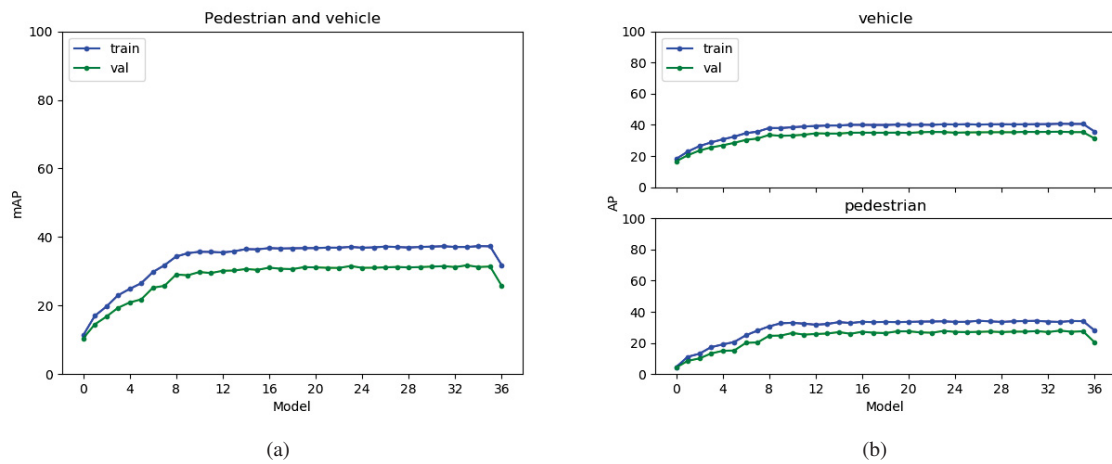 Pedestrian and vehicle
100
80
60
40
20
0
mAP
train
val
0 4 8 12 16 20 24 28 32 36
Model
(a)
vehicle
100
80
60
40
20
0
train
val
AP
pedestrian
100
80
60
40
20
0
0 4 8 12 16 20 24 28 32 36
Model
(b)